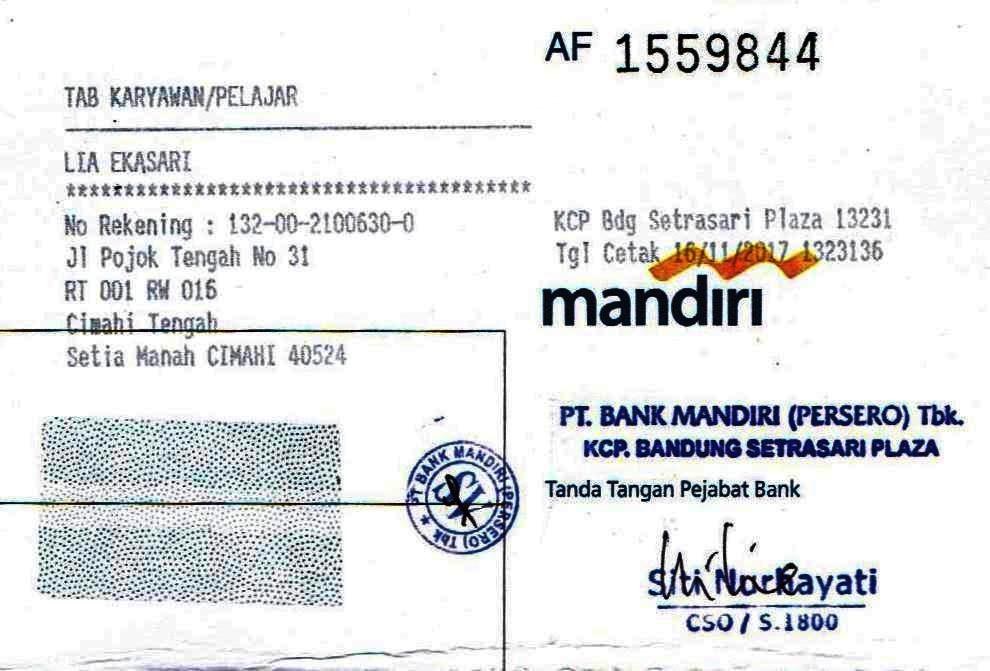 AF 1559844
TAB KARYAWAN/PELAJAR
LIA EKASARI
****************************************
No Rekening : 132-00-2100630-0
Jl Pojok Tengah No 31
RT 001 RW 016
Cimahi Tengah
Setia Manah CIMAHI 40524
KCP Bdg Setrasari Plaza 13231
Tgl Cetak 16/11/2017 1323136
mandiri
PT. BANK MANDIRI (PERSERO) Tbk.
KCP. BANDUNG SETRASARI PLAZA
Tanda Tangan Pejabat Bank
PT BANK MANDIRI (PERSERO) Tbk
Siti Norhayati
CSO / S.1800